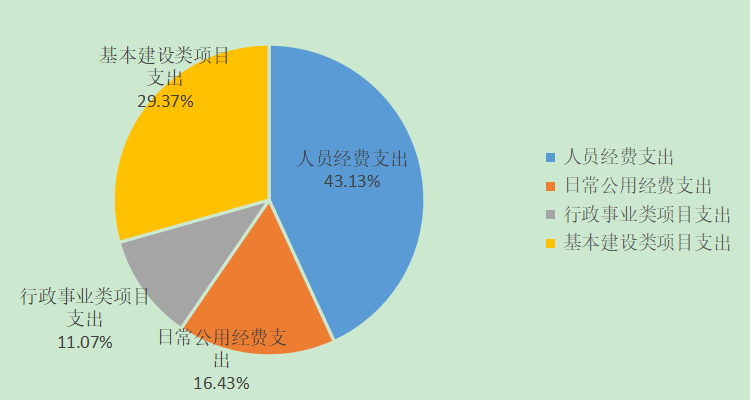 基本建设类项目
支出
29.37%
人员经费支出
43.13%
行政事业类项目
支出
11.07%
日常公用经费支
出
16.43%
人员经费支出
日常公用经费支出
行政事业类项目支出
基本建设类项目支出